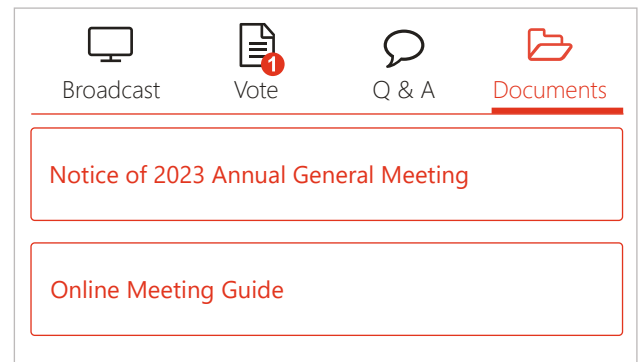 1
Broadcast Vote Q & A Documents
Notice of 2023 Annual General Meeting
Online Meeting Guide